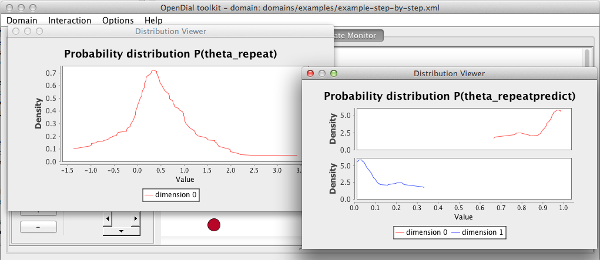 OpenDial toolkit - domain: domains/examples/example-step-by-step.xml
Domain Interaction Options Help
Distribution Viewer
te Monitor
Probability distribution P(theta_repeat)
Density
0.7
0.6
0.5
0.4
0.3
0.2
0.1
0.0
-1.5 -1.0 -0.5 0.0 0.5 1.0 1.5 2.0 2.5 3.0 3.
Value
dimension 0
Distribution Viewer
Probability distribution P(theta_repeatpredict)
Density
5.0
2.5
0.0
Density
5.0
2.5
0.0
0.0 0.1 0.2 0.3 0.4 0.5 0.6 0.7 0.8 0.9 1.0
Value
dimension 0 dimension 1